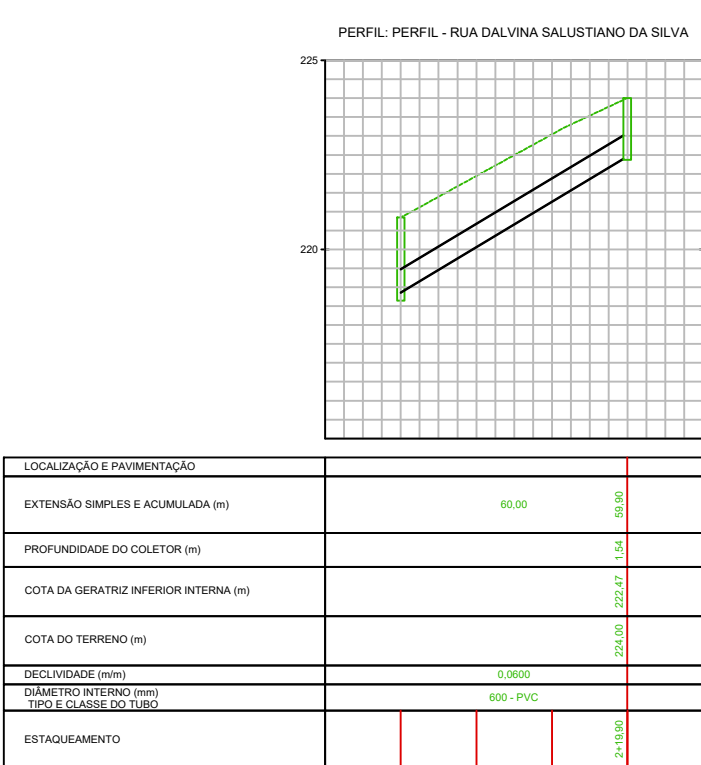 PERFIL: PERFIL - RUA DALVINA SALUSTIANO DA SILVA
225
220
LOCALIZAÇÃO E PAVIMENTAÇÃO
EXTENSÃO SIMPLES E ACUMULADA (m)
60,00
59,90
PROFUNDIDADE DO COLETOR (m)
1,54
COTA DA GERATRIZ INFERIOR INTERNA (m)
222,47
COTA DO TERRENO (m)
224,00
DECLIVIDADE (m/m)
0,0600
DIÂMETRO INTERNO (mm)
TIPO E CLASSE DO TUBO
600 - PVC
ESTAQUEAMENTO
2+19,90